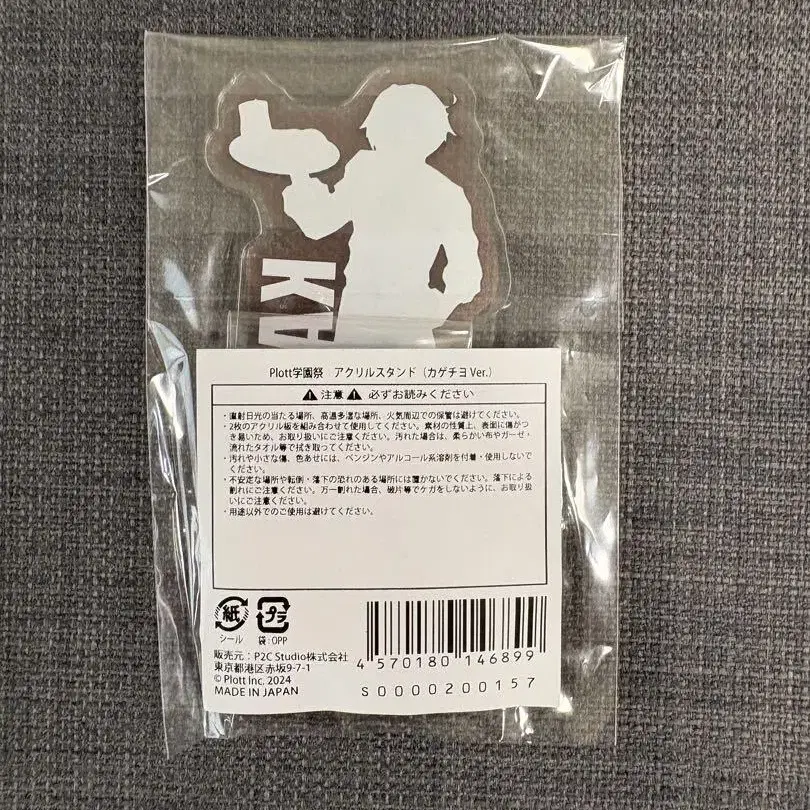 KA
Plott学園祭 アクリルスタンド（カゲチヨ Ver.）
⚠注意⚠ 必ずお読みください
・直射日光の当たる場所、高温多湿な場所、火気周辺での保管は避けてください。
・2枚のアクリル板を組み合わせて使用してください。素材の性質上、表面に傷がつ
き易いため、お取り扱いにご注意ください。汚れた場合は、柔らかい布やガーゼ・
濡れたタオル等で拭き取ってください。
・汚れや小さな傷、色あせには、ベンジンやアルコール系溶剤を付着・使用しないで
ください。
・不安定な場所や転倒・落下の恐れのある場所には置かないでください。落下による
割れにご注意ください。万一割れた場合、破片等でケガをしないように、お取り扱
いにご注意ください。
・用途以外でのご使用は避けてください。
紙
シール
プラ
袋:OPP
販売元：P2C Studio株式会社
東京都港区赤坂9-7-1
© Plott Inc. 2024
MADE IN JAPAN
4 570180 146899
S0000200157